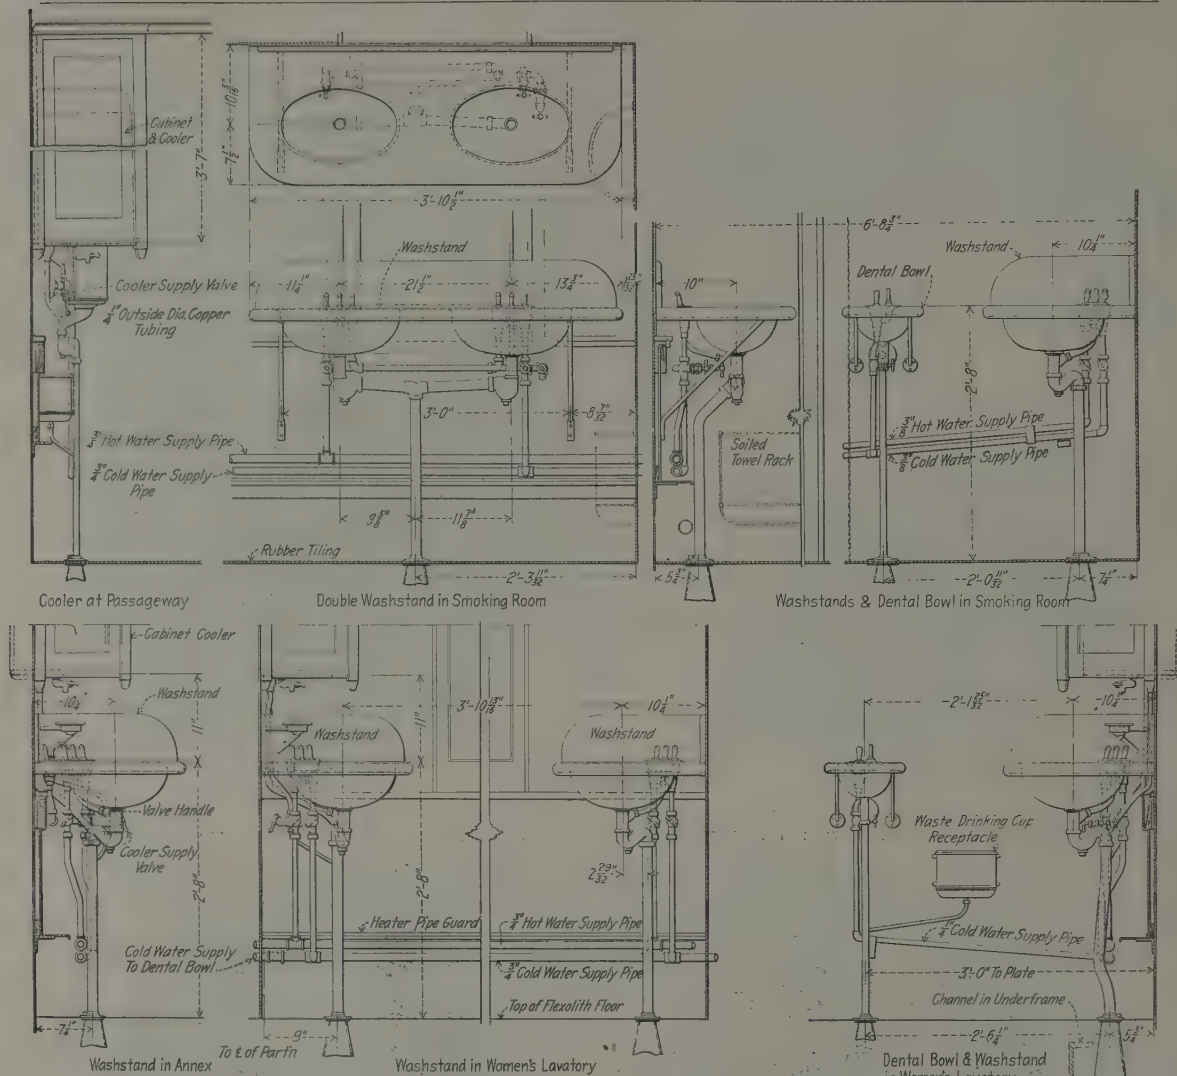 Cabinet
& Cooler
3'-7"
10 3/16"
7 1/2"
3'-10 1/2"
Cooler Supply Valve
1/4" Outside Dia. Copper
Tubing
Washstand
11 1/4"
21 1/2"
13 3/4"
3'-0"
8 7/32"
3/4" Hot Water Supply Pipe
3/4" Cold Water Supply
Pipe
9 5/8"
11 7/8"
Rubber Tiling
2'-3 11/32"
Cooler at Passageway
Double Washstand in Smoking Room
6'-8 3/4"
10"
Washstand
10 1/4"
Dental Bowl
2'-8"
3/8" Hot Water Supply Pipe
3/8" Cold Water Supply Pipe
Soiled
Towel Rack
5 3/4"
2'-0 11/32"
7 1/4"
Washstands & Dental Bowl in Smoking Room
Cabinet Cooler
10 1/4
Washstand
11"
Valve Handle
Cooler Supply
Valve
2'-8"
Cold Water Supply
To Dental Bowl
7 1/4"
Washstand in Annex
3'-10 13/16"
10 1/4"
11"
Washstand
Washstand
2 29/32"
2'-8"
Heater Pipe Guard
3/4" Hot Water Supply Pipe
3/4" Cold Water Supply Pipe
Top of Flexolith Floor
9"
To ℄ of Part'n
Washstand in Women's Lavatory
2'-1 25/32"
10 1/4"
Waste Drinking Cup
Receptacle
1/4" Cold Water Supply Pipe
3'-0" To Plate
Channel in Underframe
2'-6 1/4"
5 3/4"
Dental Bowl & Washstand
in Women's Lavatory